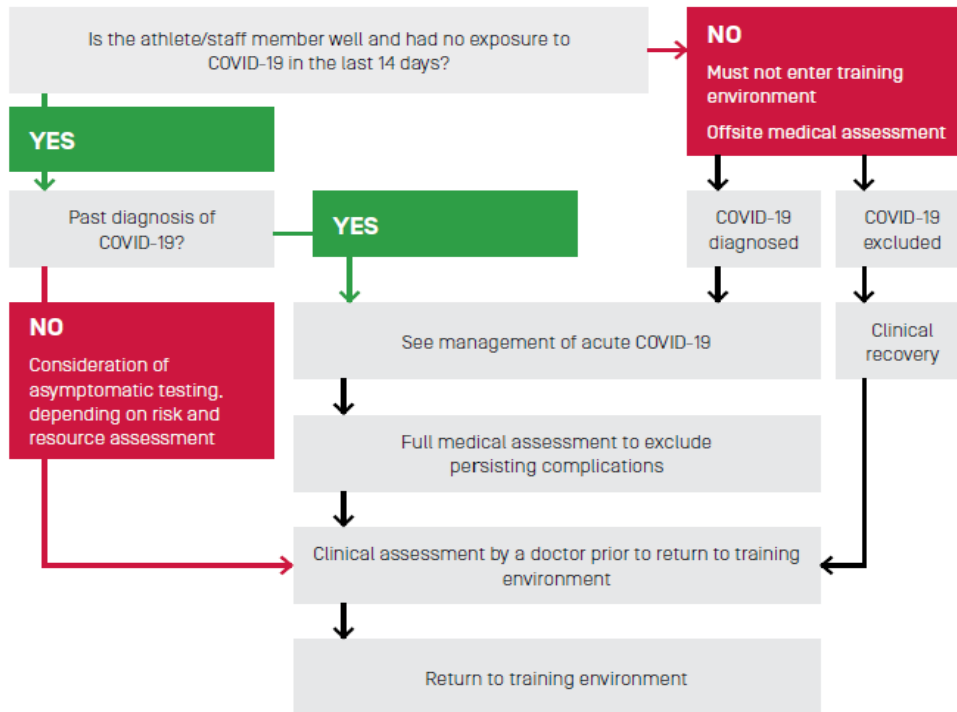 Is the athlete/staff member well and had no exposure to
COVID-19 in the last 14 days?
NO
Must not enter training
environment
Offsite medical assessment
YES
Past diagnosis of
COVID-19?
YES
COVID-19
diagnosed
COVID-19
excluded
NO
Consideration of
asymptomatic testing,
depending on risk and
resource assessment
See management of acute COVID-19
Clinical
recovery
Full medical assessment to exclude
persisting complications
Clinical assessment by a doctor prior to return to training
environment
Return to training environment